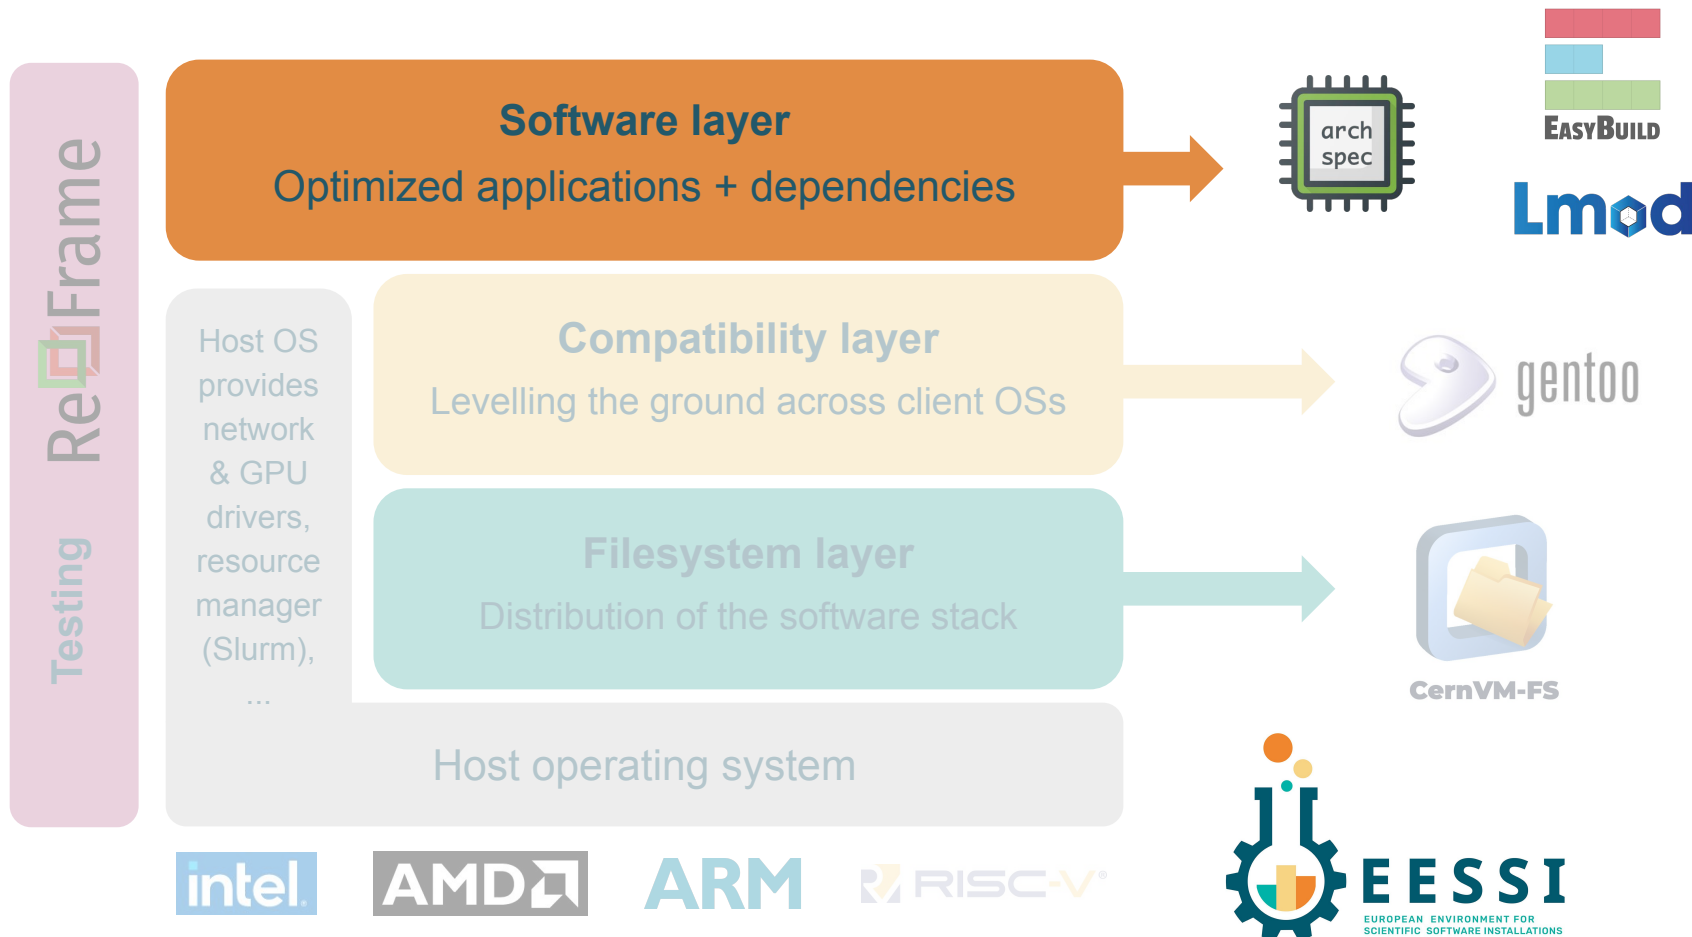 Software layer
Optimized applications + dependencies
arch
spec
EASYBUILD
Lmod
ReFrame
Testing
Host OS
provides
network
& GPU
drivers,
resource
manager
(Slurm),
...
Compatibility layer
Levelling the ground across client OSs
gentoo
Filesystem layer
Distribution of the software stack
CernVM-FS
Host operating system
intel.
AMD
ARM
RISC-V®
EESSI
EUROPEAN ENVIRONMENT FOR
SCIENTIFIC SOFTWARE INSTALLATIONS